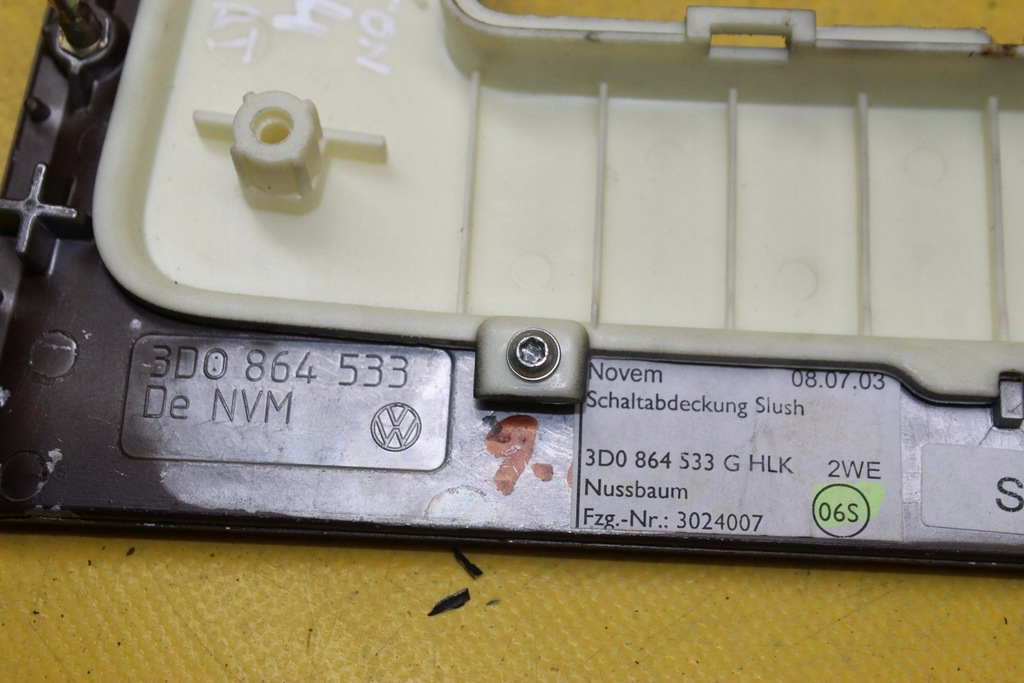 3D0 864 533
De NVM
Novem 08.07.03
Schaltabdeckung Slush
3D0 864 533 G HLK 2WE
Nussbaum 06S
Fzg.-Nr.: 3024007
S